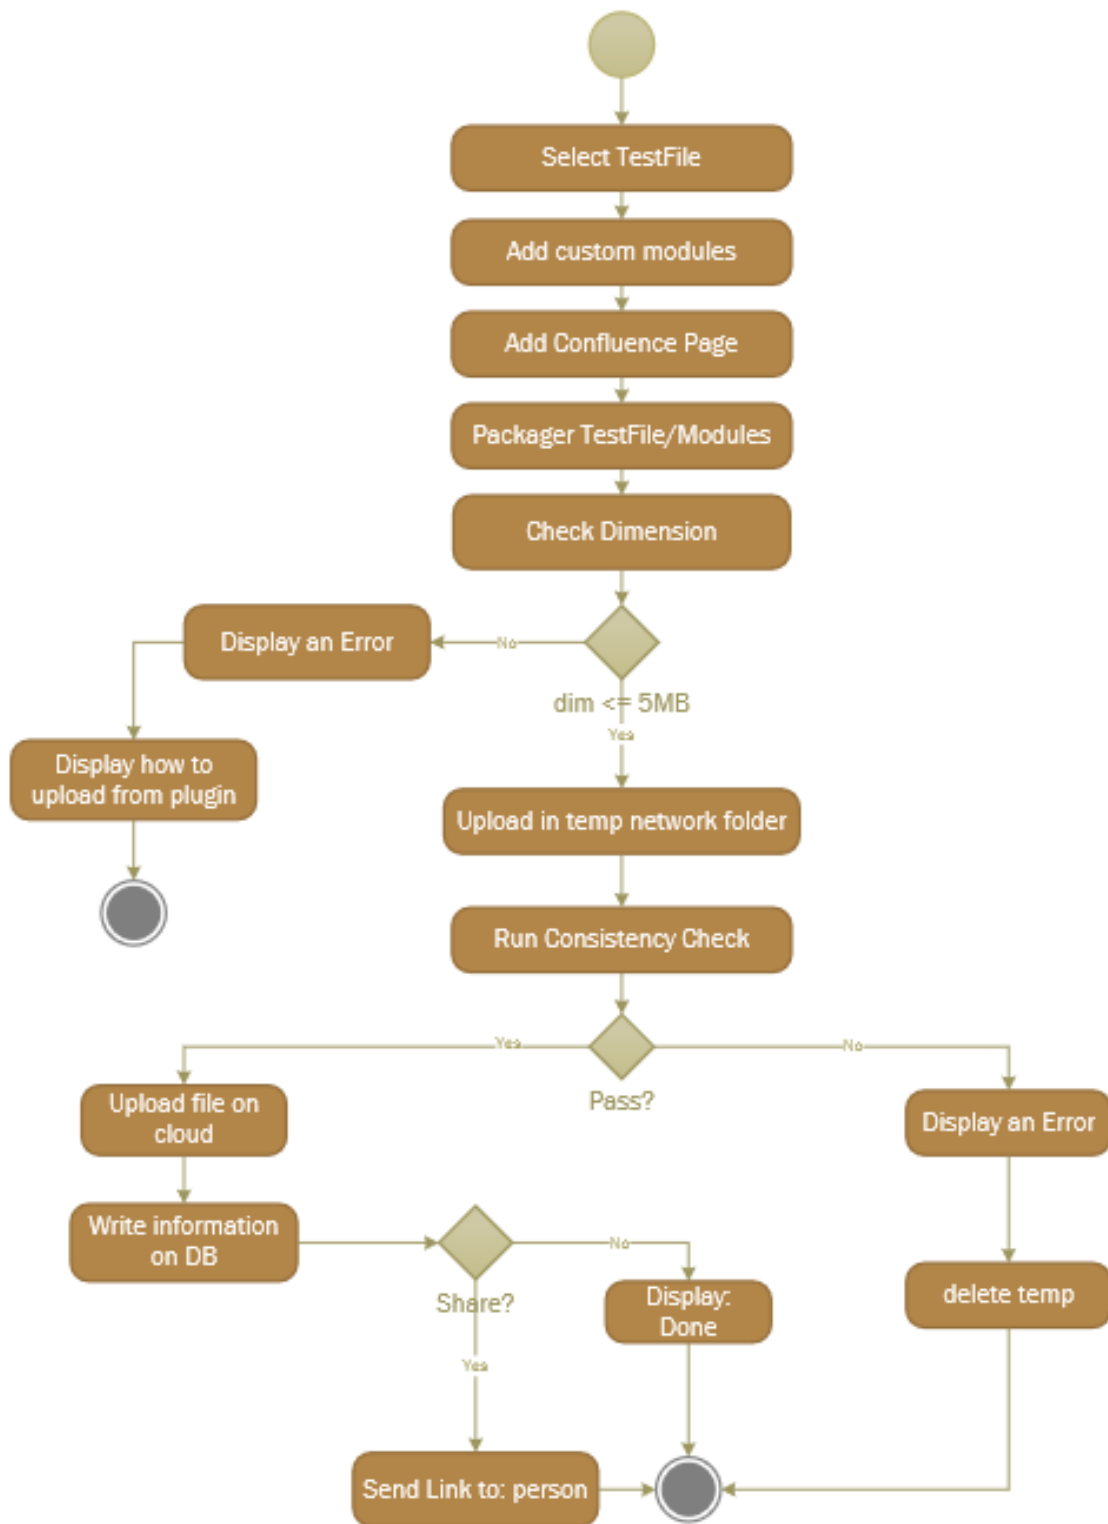 Select TestFile
Add custom modules
Add Confluence Page
Packager TestFile/Modules
Check Dimension
Display an Error
No
dim <= 5MB
Yes
Display how to
upload from plugin
Upload in temp network folder
Run Consistency Check
Yes
No
Pass?
Upload file on
cloud
Display an Error
Write information
on DB
No
Share?
Display:
Done
delete temp
Yes
Send Link to: person